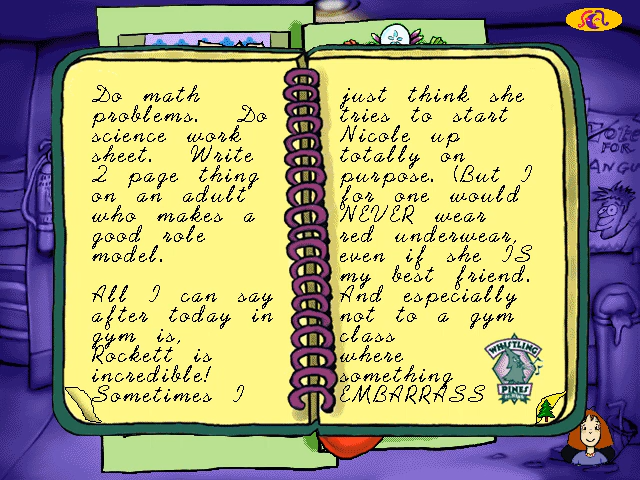 Do math
problems. Do
science work
sheet. Write
2 page thing
on an adult
who makes a
good role
model.
All I can say
after today in
gym is,
Rockett is
incredible!
Sometimes I
just think she
tries to start
Nicole up
totally on
purpose. (But I
for one would
NEVER wear
red underwear,
even if she IS
my best friend.
And especially
not to a gym
class
where
something
EMBARRASS
WHISTLING
PINES
FOR